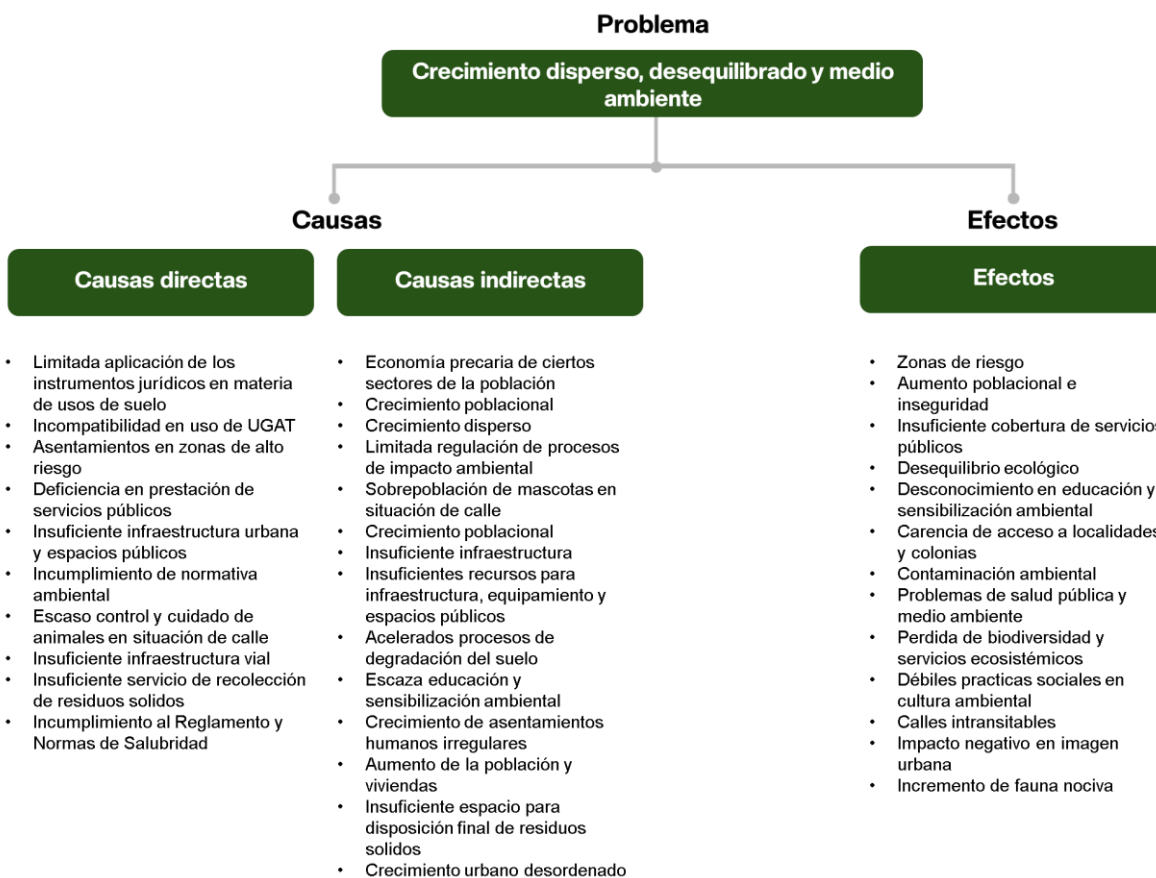 Problema
Crecimiento disperso, desequilibrado y medio
ambiente
Causas
Efectos
Causas directas
Causas indirectas
Efectos
• Limitada aplicación de los
instrumentos jurídicos en materia
de usos de suelo
• Incompatibilidad en uso de UGAT
• Asentamientos en zonas de alto
riesgo
• Deficiencia en prestación de
servicios públicos
• Insuficiente infraestructura urbana
y espacios públicos
• Incumplimiento de normativa
ambiental
• Escaso control y cuidado de
animales en situación de calle
• Insuficiente infraestructura vial
• Insuficiente servicio de recolección
de residuos solidos
• Incumplimiento al Reglamento y
Normas de Salubridad
• Economía precaria de ciertos
sectores de la población
• Crecimiento poblacional
• Crecimiento disperso
• Limitada regulación de procesos
de impacto ambiental
• Sobrepoblación de mascotas en
situación de calle
• Crecimiento poblacional
• Insuficiente infraestructura
• Insuficientes recursos para
infraestructura, equipamiento y
espacios públicos
• Acelerados procesos de
degradación del suelo
• Escaza educación y
sensibilización ambiental
• Crecimiento de asentamientos
humanos irregulares
• Aumento de la población y
viviendas
• Insuficiente espacio para
disposición final de residuos
solidos
• Crecimiento urbano desordenado
• Zonas de riesgo
• Aumento poblacional e
inseguridad
• Insuficiente cobertura de servicios
públicos
• Desequilibrio ecológico
• Desconocimiento en educación y
sensibilización ambiental
• Carencia de acceso a localidades
y colonias
• Contaminación ambiental
• Problemas de salud pública y
medio ambiente
• Perdida de biodiversidad y
servicios ecosistémicos
• Débiles practicas sociales en
cultura ambiental
• Calles intransitables
• Impacto negativo en imagen
urbana
• Incremento de fauna nociva